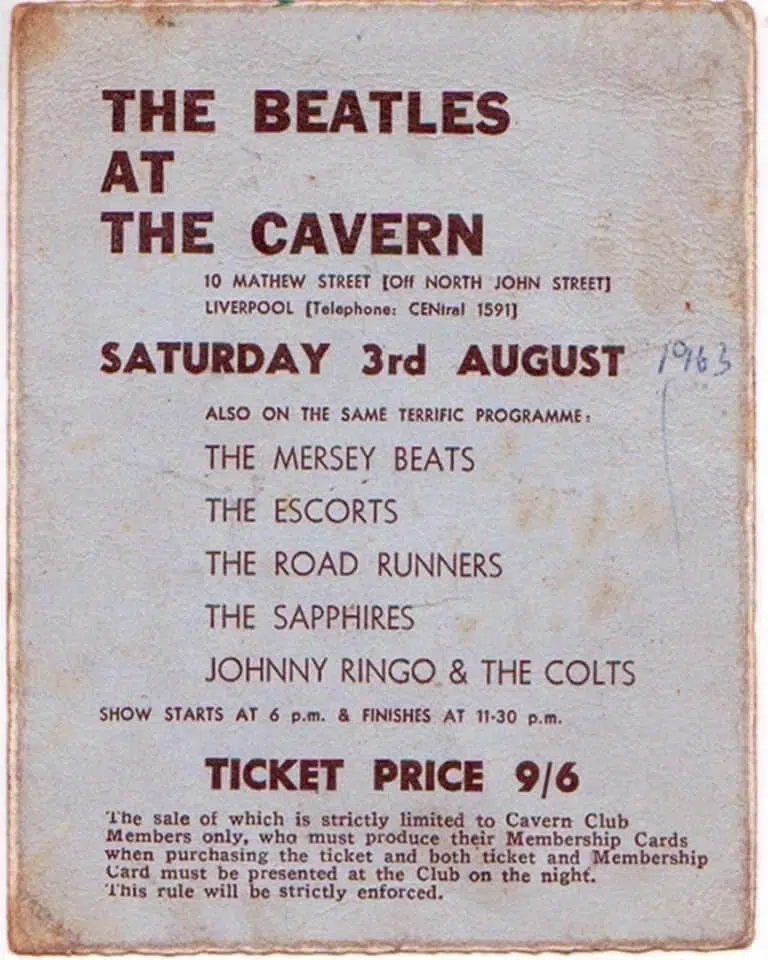 THE BEATLES
AT
THE CAVERN
10 MATHEW STREET [Off NORTH JOHN STREET]
LIVERPOOL [Telephone: CENtral 1591]
SATURDAY 3rd AUGUST 1963
ALSO ON THE SAME TERRIFIC PROGRAMME:
THE MERSEY BEATS
THE ESCORTS
THE ROAD RUNNERS
THE SAPPHIRES
JOHNNY RINGO & THE COLTS
SHOW STARTS AT 6 p.m. & FINISHES AT 11-30 p.m.
TICKET PRICE 9/6
The sale of which is strictly limited to Cavern Club
Members only, who must produce their Membership Cards
when purchasing the ticket and both ticket and Membership
Card must be presented at the Club on the night.
This rule will be strictly enforced.